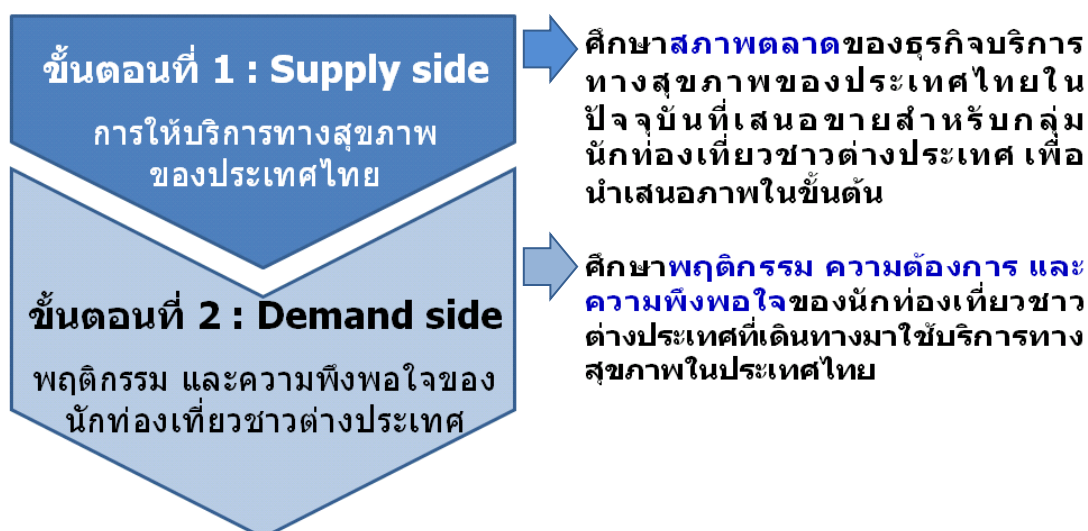 ขั้นตอนที่ 1 : Supply side
การให้บริการทางสุขภาพ
ของประเทศไทย
ศึกษาสภาพตลาดของธุรกิจบริการ
ทางสุขภาพของประเทศไทยใน
ปัจจุบันที่เสนอขายสำหรับกลุ่ม
นักท่องเที่ยวชาวต่างประเทศ เพื่อ
นำเสนอภาพในขั้นต้น
ขั้นตอนที่ 2 : Demand side
พฤติกรรม และความพึงพอใจของ
นักท่องเที่ยวชาวต่างประเทศ
ศึกษาพฤติกรรม ความต้องการ และ
ความพึงพอใจของนักท่องเที่ยวชาว
ต่างประเทศที่เดินทางมาใช้บริการทาง
สุขภาพในประเทศไทย